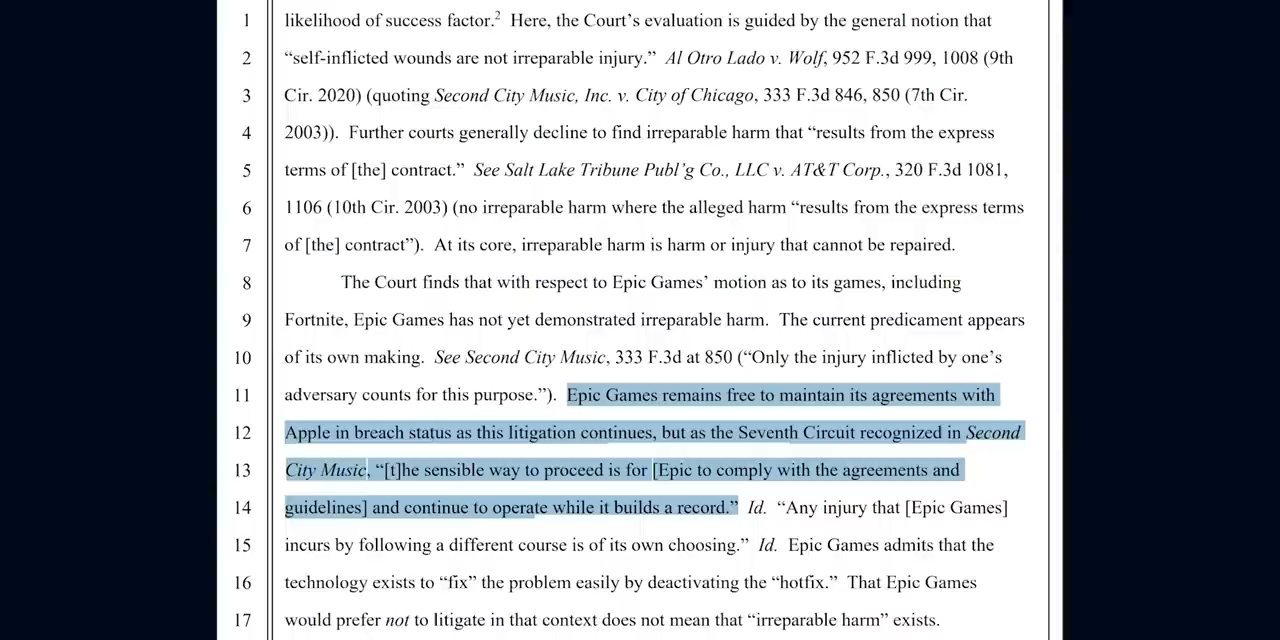 1 likelihood of success factor.2 Here, the Court’s evaluation is guided by the general notion that
2 “self-inflicted wounds are not irreparable injury.” Al Otro Lado v. Wolf, 952 F.3d 999, 1008 (9th
3 Cir. 2020) (quoting Second City Music, Inc. v. City of Chicago, 333 F.3d 846, 850 (7th Cir.
4 2003)). Further courts generally decline to find irreparable harm that “results from the express
5 terms of [the] contract.” See Salt Lake Tribune Publ’g Co., LLC v. AT&T Corp., 320 F.3d 1081,
6 1106 (10th Cir. 2003) (no irreparable harm where the alleged harm “results from the express terms
7 of [the] contract”). At its core, irreparable harm is harm or injury that cannot be repaired.
8 The Court finds that with respect to Epic Games’ motion as to its games, including
9 Fortnite, Epic Games has not yet demonstrated irreparable harm. The current predicament appears
10 of its own making. See Second City Music, 333 F.3d at 850 (“Only the injury inflicted by one’s
11 adversary counts for this purpose.”). Epic Games remains free to maintain its agreements with
12 Apple in breach status as this litigation continues, but as the Seventh Circuit recognized in Second
13 City Music, “[t]he sensible way to proceed is for [Epic to comply with the agreements and
14 guidelines] and continue to operate while it builds a record.” Id. “Any injury that [Epic Games]
15 incurs by following a different course is of its own choosing.” Id. Epic Games admits that the
16 technology exists to “fix” the problem easily by deactivating the “hotfix.” That Epic Games
17 would prefer not to litigate in that context does not mean that “irreparable harm” exists.